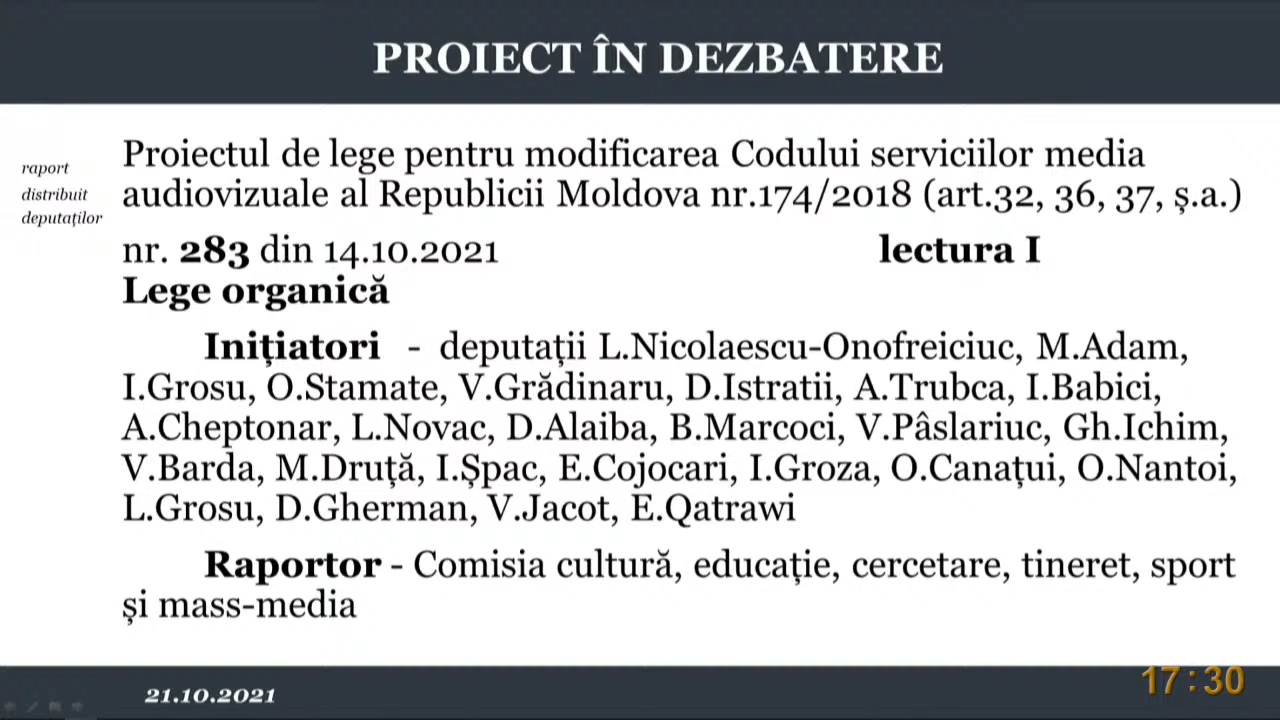 PROIECT ÎN DEZBATERE
raport
distribuit
deputaților
Proiectul de lege pentru modificarea Codului serviciilor media
audiovizuale al Republicii Moldova nr.174/2018 (art.32, 36, 37, ș.a.)
nr. 283 din 14.10.2021 lectura I
Lege organică
Inițiatori - deputații L.Nicolaescu-Onofreiciuc, M.Adam,
I.Grosu, O.Stamate, V.Grădinaru, D.Istratii, A.Trubca, I.Babici,
A.Cheptonar, L.Novac, D.Alaiba, B.Marcoci, V.Pâslariuc, Gh.Ichim,
V.Barda, M.Druță, I.Șpac, E.Cojocari, I.Groza, O.Canațui, O.Nantoi,
L.Grosu, D.Gherman, V.Jacot, E.Qatrawi
Raportor - Comisia cultură, educație, cercetare, tineret, sport
și mass-media
21.10.2021
17:30